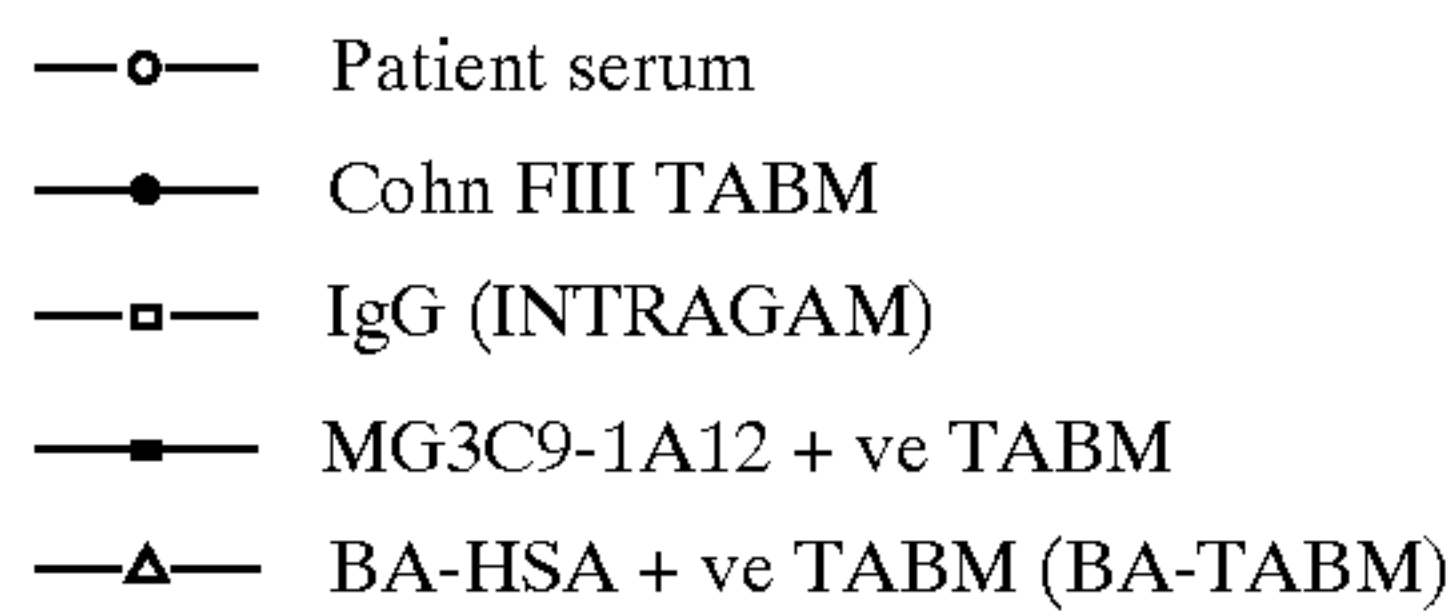 Patient serum
Cohn FIII TABM
IgG (INTRAGAM)
MG3C9-1A12 + ve TABM
BA-HSA + ve TABM (BA-TABM)